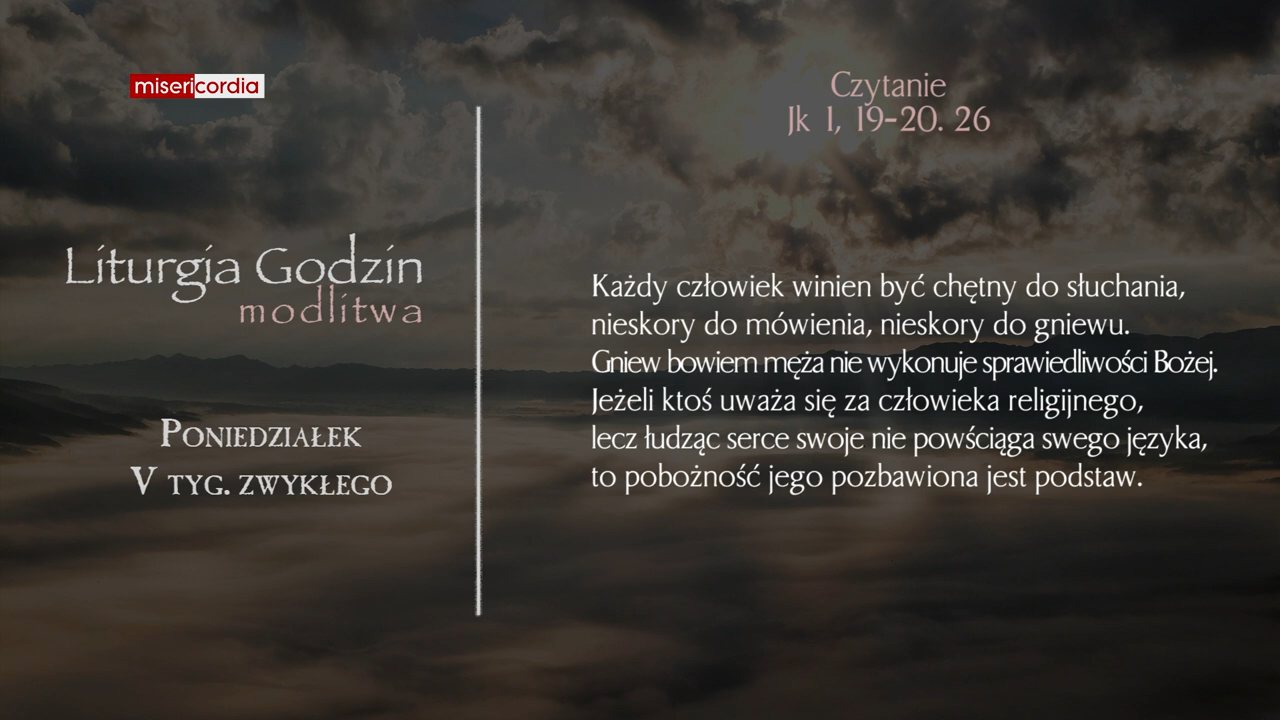 misericordia
Liturgia Godzin
modlitwa
Poniedziałek
V tyg. zwykłego
Czytanie
Jk 1, 19-20. 26
Każdy człowiek winien być chętny do słuchania,
nieskory do mówienia, nieskory do gniewu.
Gniew bowiem męża nie wykonuje sprawiedliwości Bożej.
Jeżeli ktoś uważa się za człowieka religijnego,
lecz łudząc serce swoje nie powściąga swego języka,
to pobożność jego pozbawiona jest podstaw.